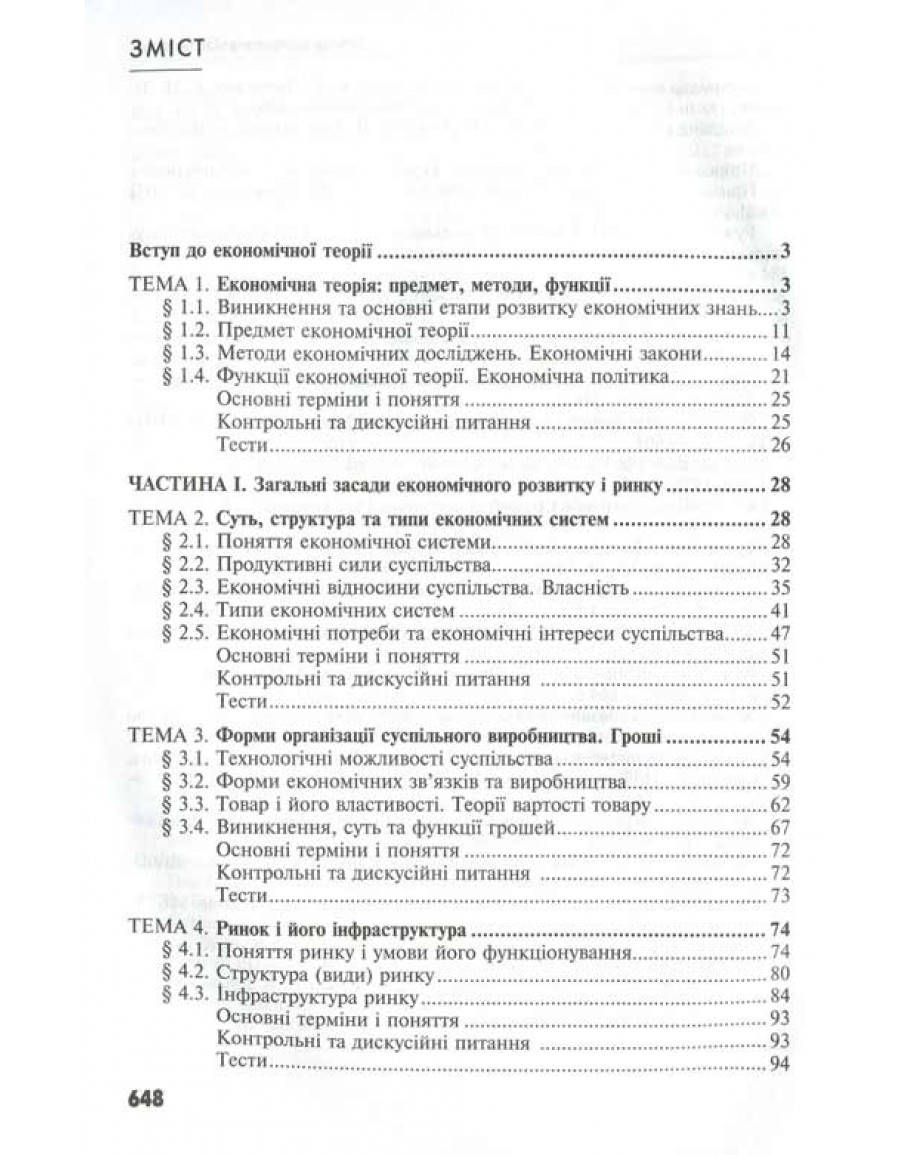 ЗМІСТ
Вступ до економічної теорії ........ 3
ТЕМА 1. Економічна теорія: предмет, методи, функції ........ 3
§ 1.1. Виникнення та основні етапи розвитку економічних знань .... 3
§ 1.2. Предмет економічної теорії ........ 11
§ 1.3. Методи економічних досліджень. Економічні закони ........ 14
§ 1.4. Функції економічної теорії. Економічна політика ........ 21
Основні терміни і поняття ........ 25
Контрольні та дискусійні питання ........ 25
Тести ........ 26
ЧАСТИНА І. Загальні засади економічного розвитку і ринку ........ 28
ТЕМА 2. Суть, структура та типи економічних систем ........ 28
§ 2.1. Поняття економічної системи ........ 28
§ 2.2. Продуктивні сили суспільства ........ 32
§ 2.3. Економічні відносини суспільства. Власність ........ 35
§ 2.4. Типи економічних систем ........ 41
§ 2.5. Економічні потреби та економічні інтереси суспільства ........ 47
Основні терміни і поняття ........ 51
Контрольні та дискусійні питання ........ 51
Тести ........ 52
ТЕМА 3. Форми організації суспільного виробництва. Гроші ........ 54
§ 3.1. Технологічні можливості суспільства ........ 54
§ 3.2. Форми економічних зв’язків та виробництва ........ 59
§ 3.3. Товар і його властивості. Теорії вартості товару ........ 62
§ 3.4. Виникнення, суть та функції грошей ........ 67
Основні терміни і поняття ........ 72
Контрольні та дискусійні питання ........ 72
Тести ........ 73
ТЕМА 4. Ринок і його інфраструктура ........ 74
§ 4.1. Поняття ринку і умови його функціонування ........ 74
§ 4.2. Структура (види) ринку ........ 80
§ 4.3. Інфраструктура ринку ........ 84
Основні терміни і поняття ........ 93
Контрольні та дискусійні питання ........ 93
Тести ........ 94
648